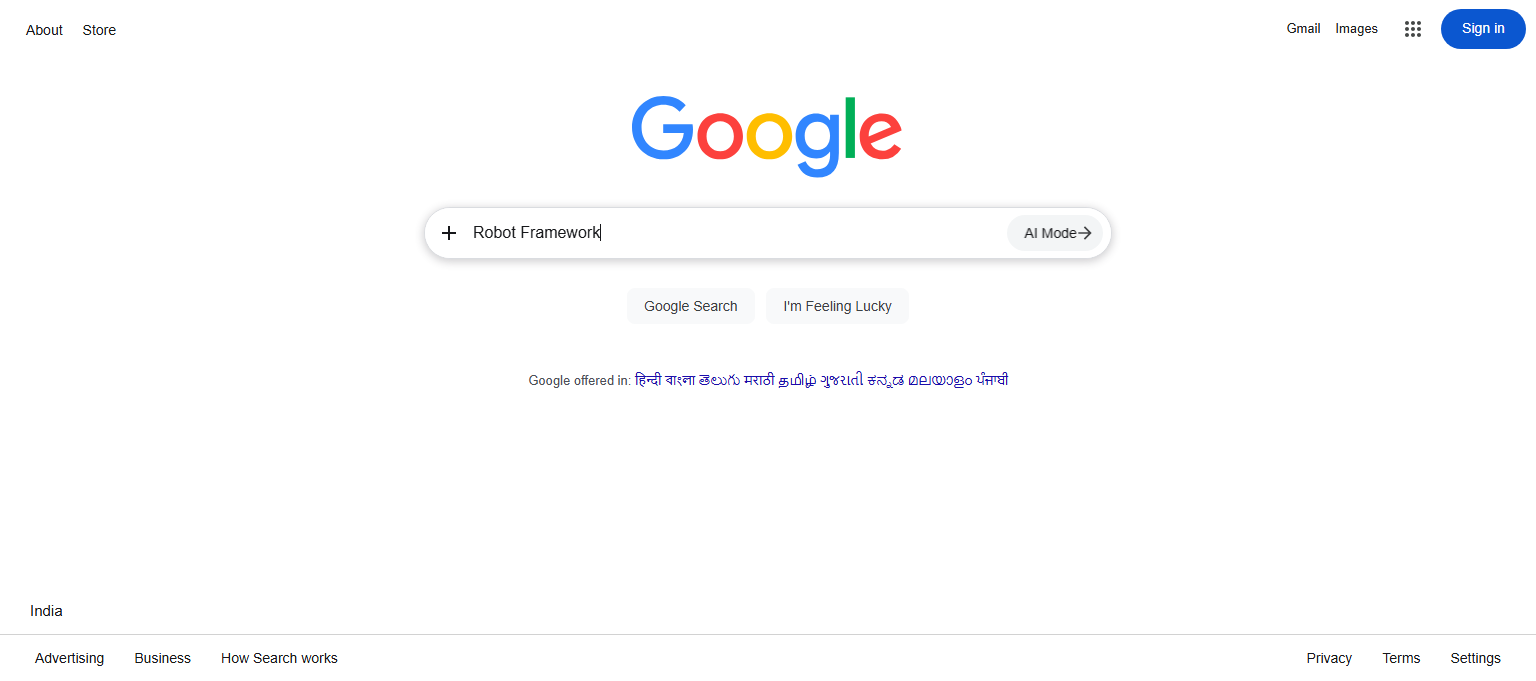 About Store Gmail Images Sign in
Google
Robot Framework AI Mode
Google Search I'm Feeling Lucky
Google offered in: हिन्दी বাংলা తెలుగు मराठी தமிழ் ગુજરાતી ಕನ್ನಡ മലയാളം ਪੰਜਾਬੀ
India
Advertising Business How Search works Privacy Terms Settings